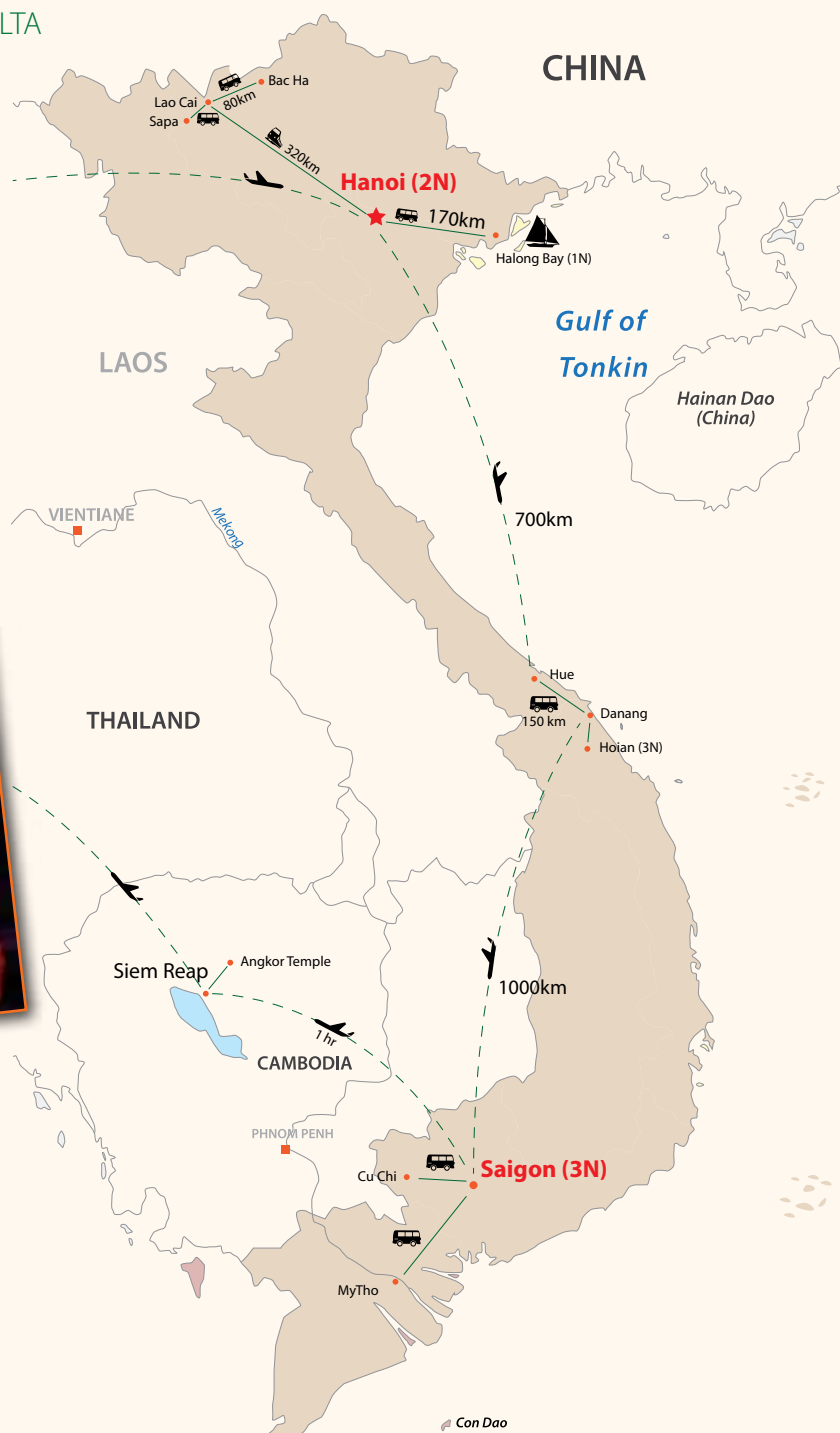 LTA
CHINA
Bac Ha
Lao Cai
80km
Sapa
320km
Hanoi (2N)
170km
Halong Bay (1N)
Gulf of
Tonkin
LAOS
Hainan Dao
(China)
VIENTIANE
Mekong
700km
Hue
THAILAND
150 km
Danang
Hoian (3N)
Angkor Temple
Siem Reap
1000km
1 hr
CAMBODIA
PHNOM PENH
Cu Chi
Saigon (3N)
MyTho
Con Dao